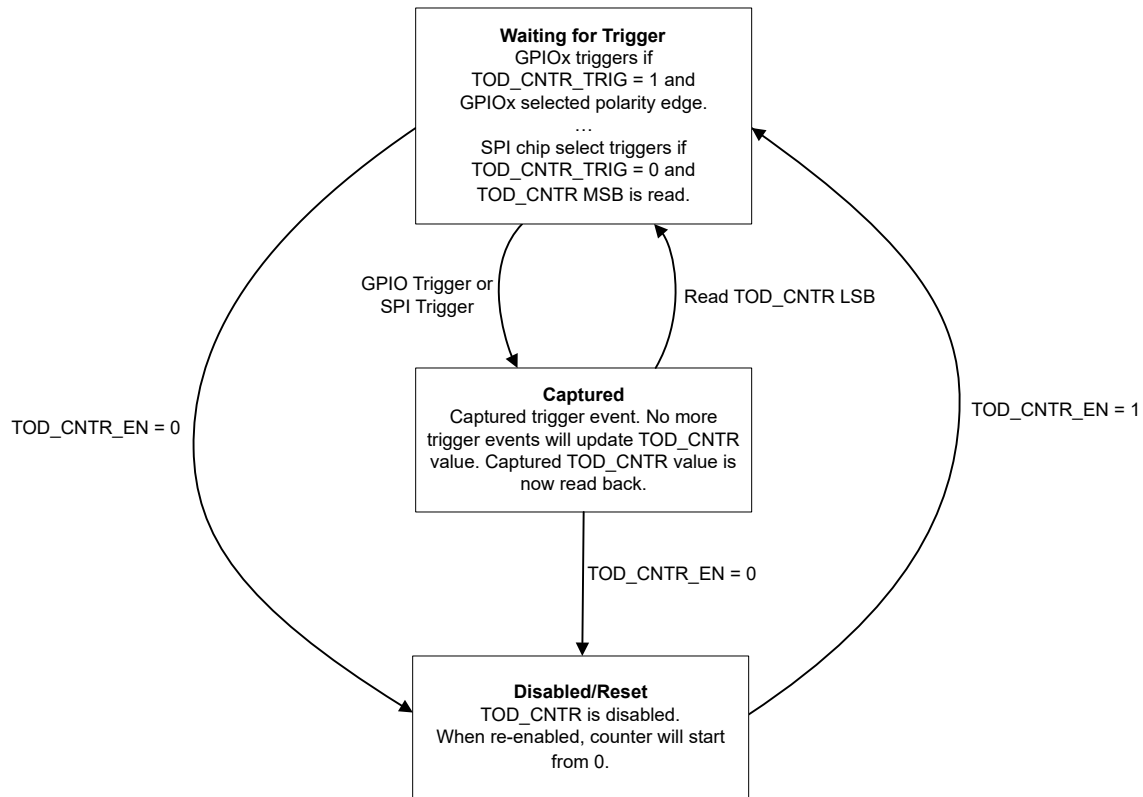 Waiting for Trigger
GPIOx triggers if
TOD_CNTR_TRIG = 1 and
GPIOx selected polarity edge.
…
SPI chip select triggers if
TOD_CNTR_TRIG = 0 and
TOD_CNTR MSB is read.
GPIO Trigger or
SPI Trigger
Read TOD_CNTR LSB
Captured
Captured trigger event. No more
trigger events will update TOD_CNTR
value. Captured TOD_CNTR value is
now read back.
TOD_CNTR_EN = 0
TOD_CNTR_EN = 1
TOD_CNTR_EN = 0
Disabled/Reset
TOD_CNTR is disabled.
When re-enabled, counter will start
from 0.